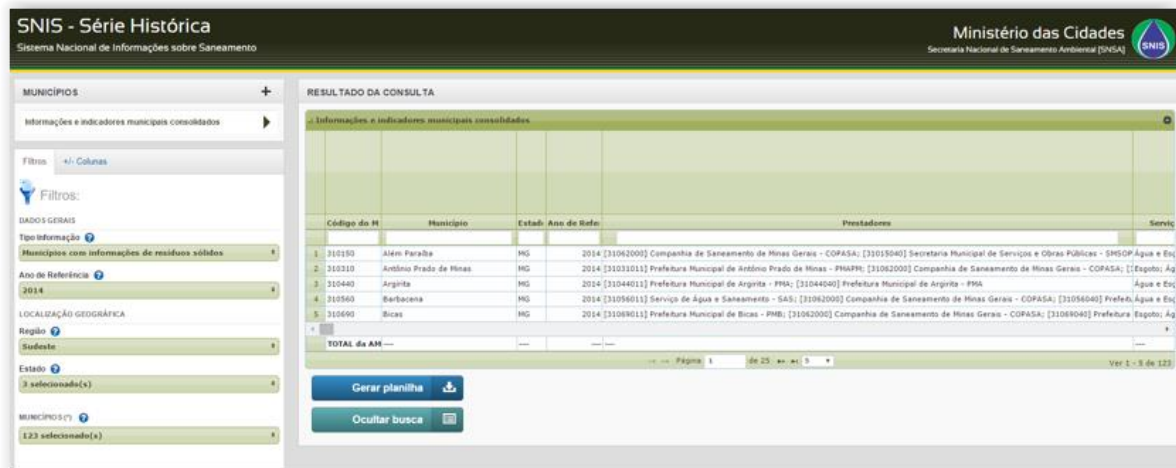 SNIS - Série Histórica
Sistema Nacional de Informações sobre Saneamento
Ministério das Cidades
Secretaria Nacional de Saneamento Ambiental [SNSA]
SNIS
MUNICÍPIOS +
Informações e indicadores municipais consolidados
Filtros +/- Colunas
Filtros:
DADOS GERAIS
Tipo Informação ?
Municípios com informações de resíduos sólidos
Ano de Referência ?
2014
LOCALIZAÇÃO GEOGRÁFICA
Região ?
Sudeste
Estado ?
3 selecionado(s)
MUNICÍPIOS(*) ?
123 selecionado(s)
RESULTADO DA CONSULTA
Informações e indicadores municipais consolidados
Código do M Município Estado Ano de Refer Prestadores Serviç
1 310150 Além Paraíba MG 2014 [31062000] Companhia de Saneamento de Minas Gerais - COPASA; [31015040] Secretaria Municipal de Serviços e Obras Públicas - SMSOP Água e Esg
2 310310 Antônio Prado de Minas MG 2014 [31031011] Prefeitura Municipal de Antônio Prado de Minas - PMAPM; [31062000] Companhia de Saneamento de Minas Gerais - COPASA; [3 Esgoto; Ág
3 310440 Argirita MG 2014 [31044011] Prefeitura Municipal de Argirita - PMA; [31044040] Prefeitura Municipal de Argirita - PMA Água e Esg
4 310560 Barbacena MG 2014 [31056011] Serviço de Água e Saneamento - SAS; [31062000] Companhia de Saneamento de Minas Gerais - COPASA; [31056040] Prefeitu Água e Esg
5 310690 Bicas MG 2014 [31069011] Prefeitura Municipal de Bicas - PMB; [31062000] Companhia de Saneamento de Minas Gerais - COPASA; [31069040] Prefeitura Esgoto; Ág
TOTAL da AM ---- ---- ---- ---- ----
Página 1 de 25 5 Ver 1 - 5 de 123
Gerar planilha
Ocultar busca